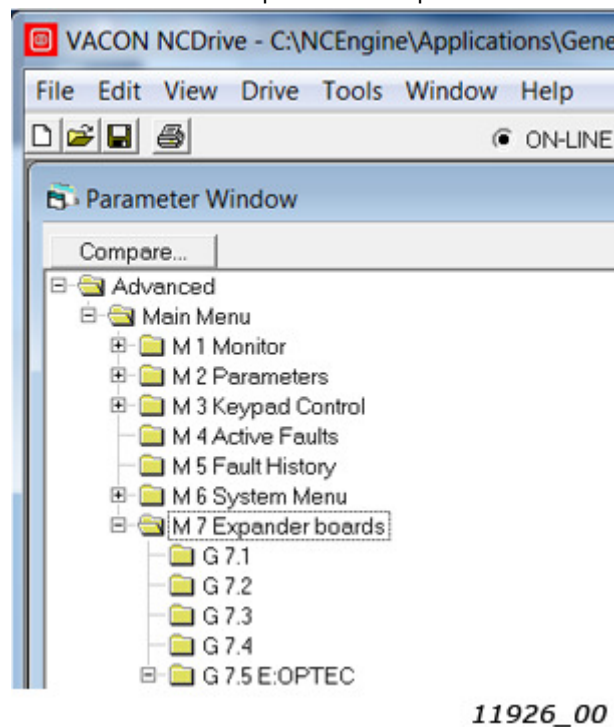 VACON NCDrive - C:\NCEngine\Applications\Gene
File Edit View Drive Tools Window Help
ON-LINE
Parameter Window
Compare...
Advanced
Main Menu
M 1 Monitor
M 2 Parameters
M 3 Keypad Control
M 4 Active Faults
M 5 Fault History
M 6 System Menu
M 7 Expander boards
G 7.1
G 7.2
G 7.3
G 7.4
G 7.5 E:OPTEC
11926_00